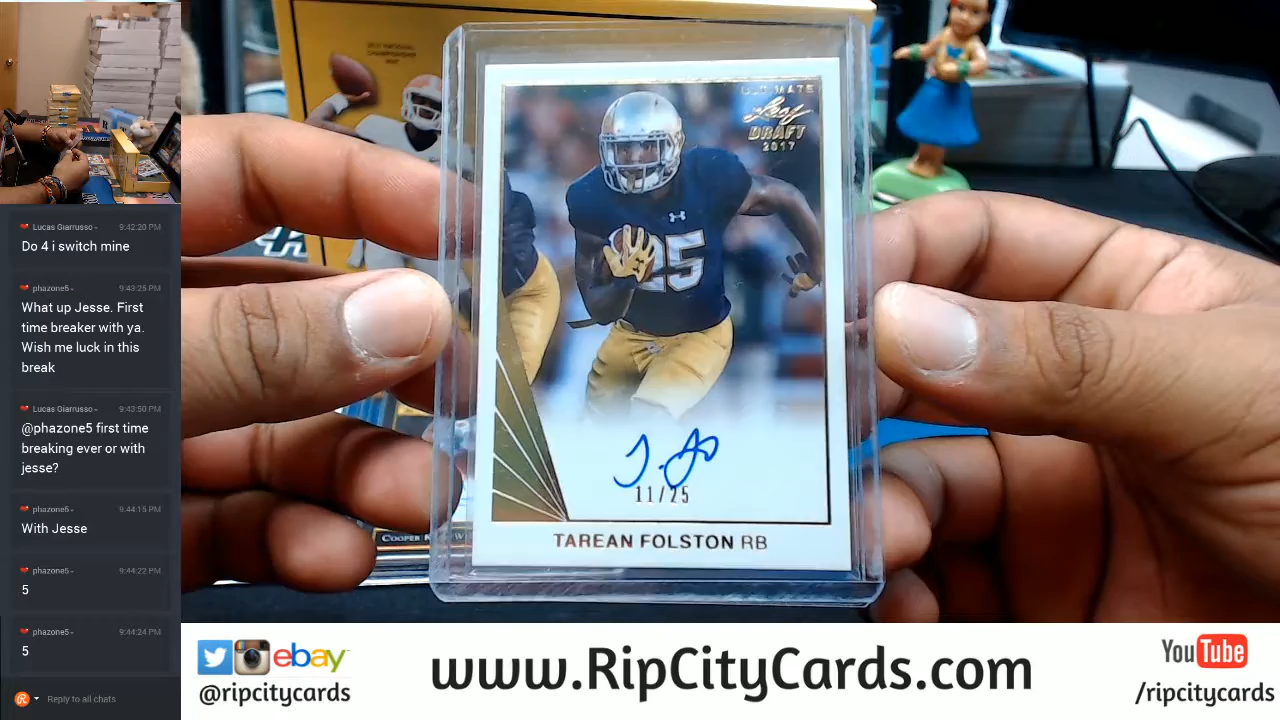 Lucas Giarrusso 9:42:20 PM
Do 4 i switch mine
phazone5 9:43:25 PM
What up Jesse. First
time breaker with ya.
Wish me luck in this
break
Lucas Giarrusso 9:43:50 PM
@phazone5 first time
breaking ever or with
jesse?
phazone5 9:44:15 PM
With Jesse
phazone5 9:44:22 PM
5
phazone5 9:44:24 PM
5
Reply to all chats
ULTIMATE
Leaf
DRAFT
2017
25
11/25
TAREAN FOLSTON RB
COOPER
ebay
@ripcitycards
www.RipCityCards.com
YouTube
/ripcitycards